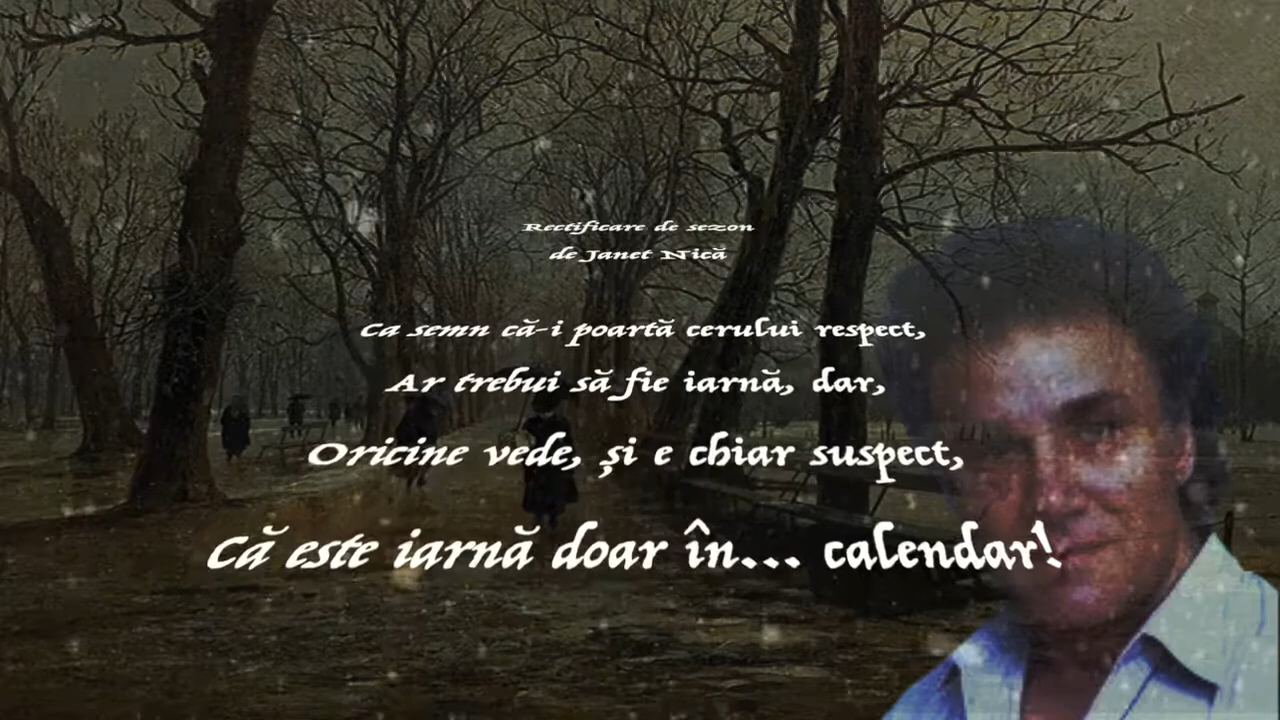 Rectificare de sezon
de Janet Nică
Ca semn că-i poartă cerului respect,
Ar trebui să fie iarnă, dar,
Oricine vede, și e chiar suspect,
Că este iarnă doar în... calendar!